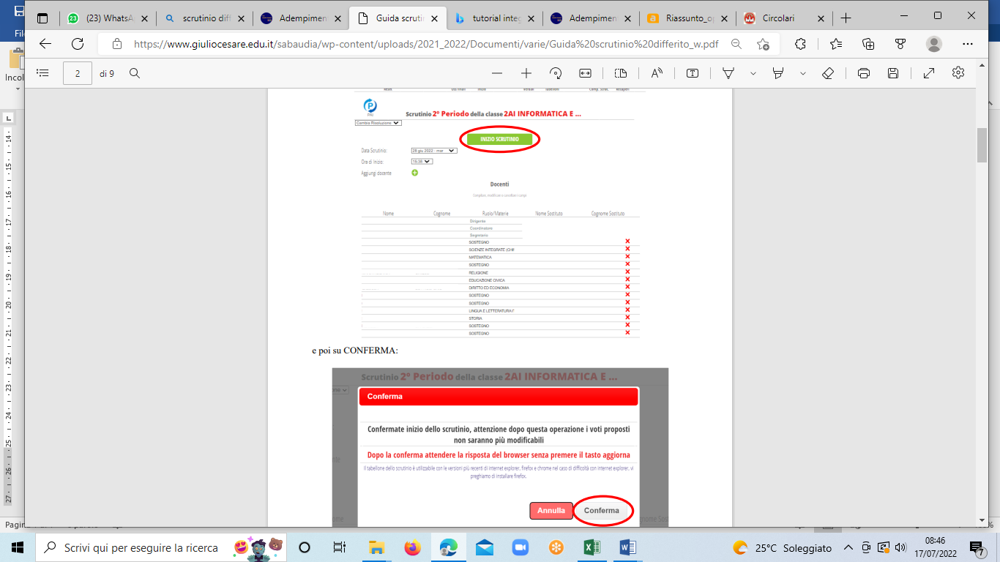 (23) WhatsA
scrutinio diff
Adempimen
Guida scrutin
tutorial integ
Adempimen
Riassunto_op
Circolari
https://www.giuliocesare.edu.it/sabaudia/wp-content/uploads/2021_2022/Documenti/varie/Guida%20scrutinio%20differito_w.pdf
Fil
Incol
2 di 9
Scrutinio 2° Periodo della classe 2AI INFORMATICA E ...
Cambia Risoluzione
INIZIO SCRUTINIO
Data Scrutinio: 28 giu 2022 - mar
Ore di inizio: 15:36
Aggiungi docente
Docenti
Nome Cognome Ruolo/Materie Nome Sostituto Cognome Sostituto
Dirigente
Coordinatore
Segretario
SOSTEGNO
SCIENZE INTEGRATE (CHI
MATEMATICA
SOSTEGNO
RELIGIONE
EDUCAZIONE CIVICA
DIRITTO ED ECONOMIA
SOSTEGNO
SOSTEGNO
LINGUA E LETTERATURA I'
STORIA
SOSTEGNO
SOSTEGNO
e poi su CONFERMA:
Scrutinio 2° Periodo della classe 2AI INFORMATICA E ...
Conferma
Confermate inizio dello scrutinio, attenzione dopo questa operazione i voti proposti
non saranno più modificabili
Dopo la conferma attendere la risposta del browser senza premere il tasto aggiorna
Il tabellone dello scrutinio è utilizzabile con le versioni più recenti di internet explorer, firefox e chrome nel caso di difficoltà con internet explorer, vi
preghiamo di installare firefox.
Annulla Conferma
Scrivi qui per eseguire la ricerca
25°C Soleggiato
08:46
17/07/2022
7